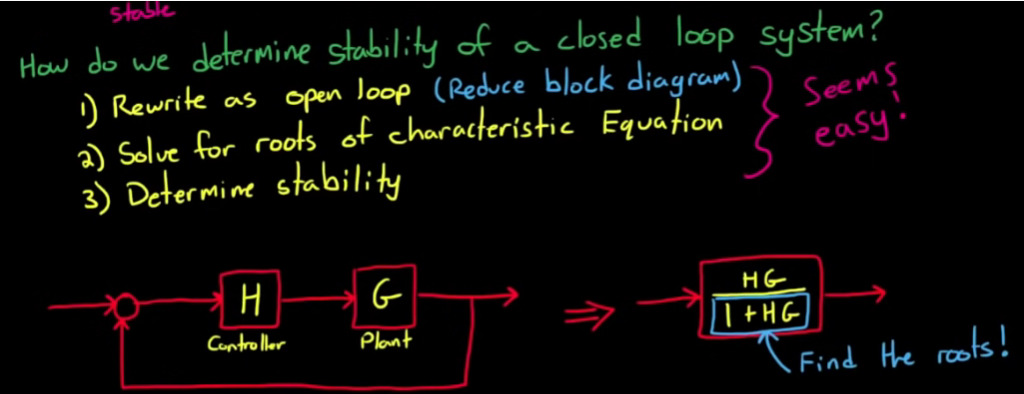 stable
How do we determine stability of a closed loop system?
1) Rewrite as open loop (Reduce block diagram)
2) Solve for roots of characteristic Equation
3) Determine stability
Seems
easy!
H
G
Controller
Plant
⇒
HG
1+HG
Find the roots!